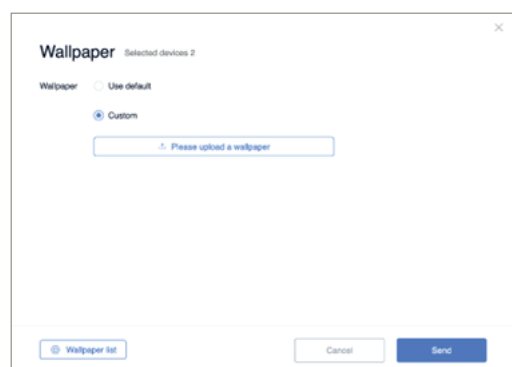 Wallpaper Selected devices 2
Wallpaper Use default
Custom
Please upload a wallpaper
Wallpaper list Cancel Send